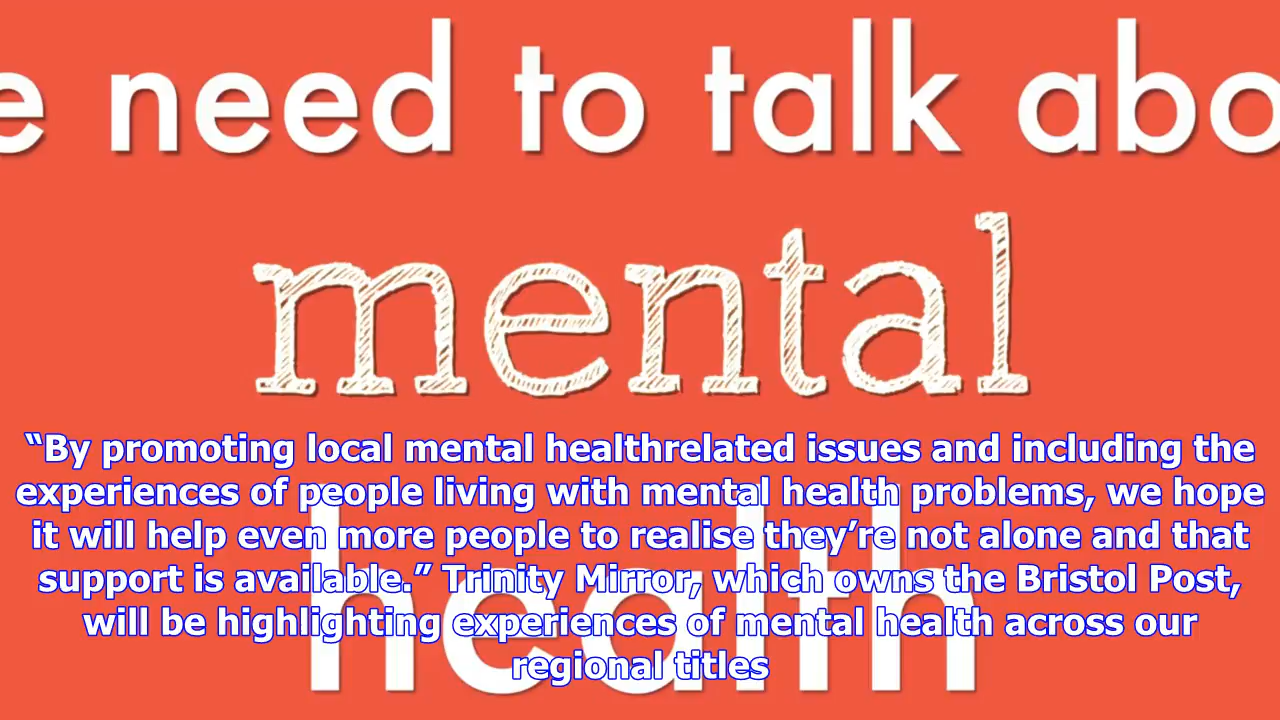 e need to talk abo
mental
health
“By promoting local mental healthrelated issues and including the
experiences of people living with mental health problems, we hope
it will help even more people to realise they’re not alone and that
support is available.” Trinity Mirror, which owns the Bristol Post,
will be highlighting experiences of mental health across our
regional titles